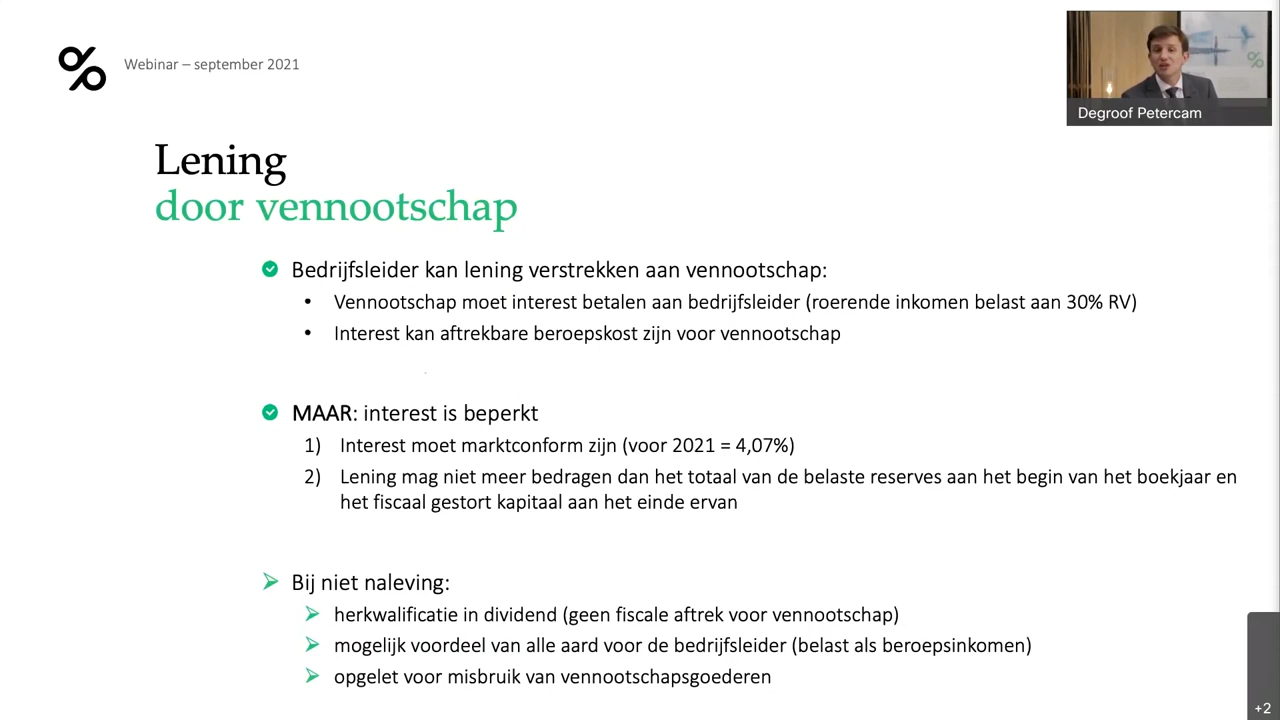 Webinar – september 2021
Degroof Petercam
Lening
door vennootschap
Bedrijfsleider kan lening verstrekken aan vennootschap:
• Vennootschap moet interest betalen aan bedrijfsleider (roerende inkomen belast aan 30% RV)
• Interest kan aftrekbare beroepskost zijn voor vennootschap
MAAR: interest is beperkt
1) Interest moet marktconform zijn (voor 2021 = 4,07%)
2) Lening mag niet meer bedragen dan het totaal van de belaste reserves aan het begin van het boekjaar en
het fiscaal gestort kapitaal aan het einde ervan
Bij niet naleving:
herkwalificatie in dividend (geen fiscale aftrek voor vennootschap)
mogelijk voordeel van alle aard voor de bedrijfsleider (belast als beroepsinkomen)
opgelet voor misbruik van vennootschapsgoederen
+2